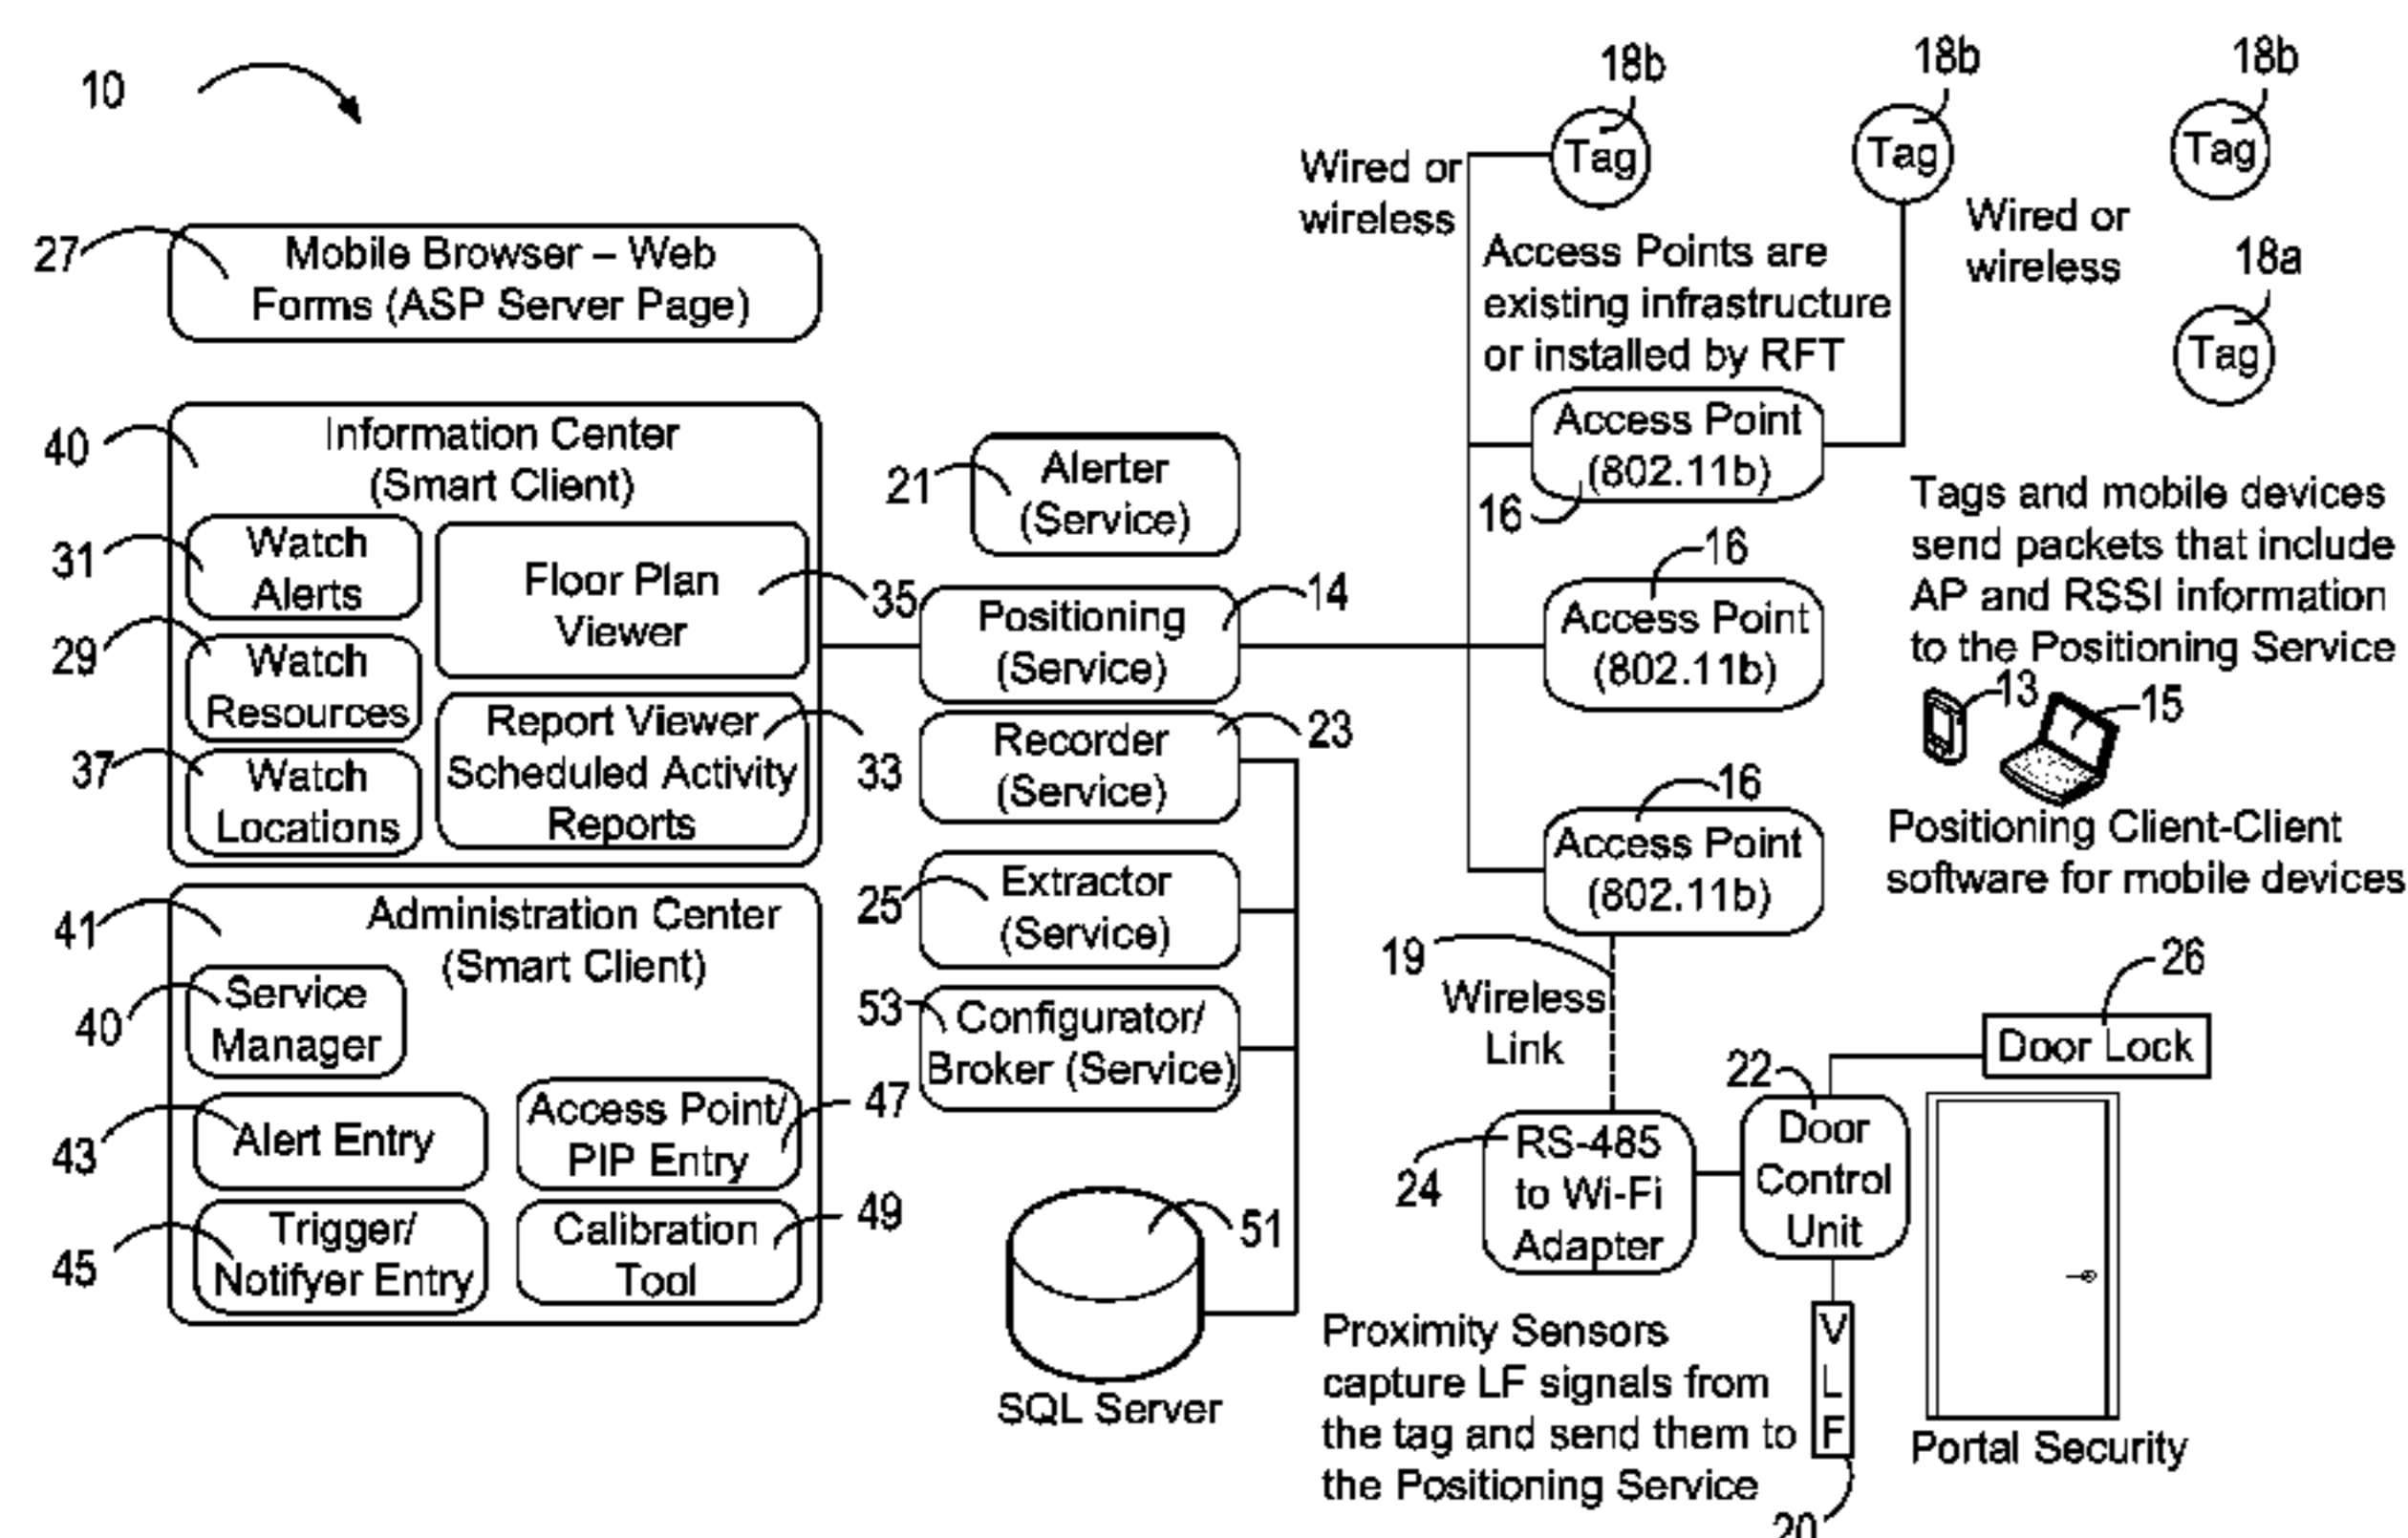 10
27
Mobile Browser – Web
Forms (ASP Server Page)
40
Information Center
(Smart Client)
31
Watch
Alerts
29
Watch
Resources
37
Watch
Locations
Floor Plan
Viewer
35
Report Viewer
Scheduled Activity
Reports
33
41
Administration Center
(Smart Client)
40
Service
Manager
43
Alert Entry
45
Trigger/
Notifyer Entry
Access Point/
PIP Entry
47
Calibration
Tool
49
21
Alerter
(Service)
Positioning
(Service)
14
Recorder
(Service)
23
25
Extractor
(Service)
53
Configurator/
Broker (Service)
51
SQL Server
18b
Tag
18b
Tag
18b
Tag
18a
Tag
Wired or
wireless
Wired or
wireless
Access Points are
existing infrastructure
or installed by RFT
Access Point
(802.11b)
16
16
Access Point
(802.11b)
16
Access Point
(802.11b)
Tags and mobile devices
send packets that include
AP and RSSI information
to the Positioning Service
13
15
Positioning Client-Client
software for mobile devices
19
Wireless
Link
24
RS-485
to Wi-Fi
Adapter
22
Door
Control
Unit
26
Door Lock
V
L
F
20
Proximity Sensors
capture LF signals from
the tag and send them to
the Positioning Service
Portal Security